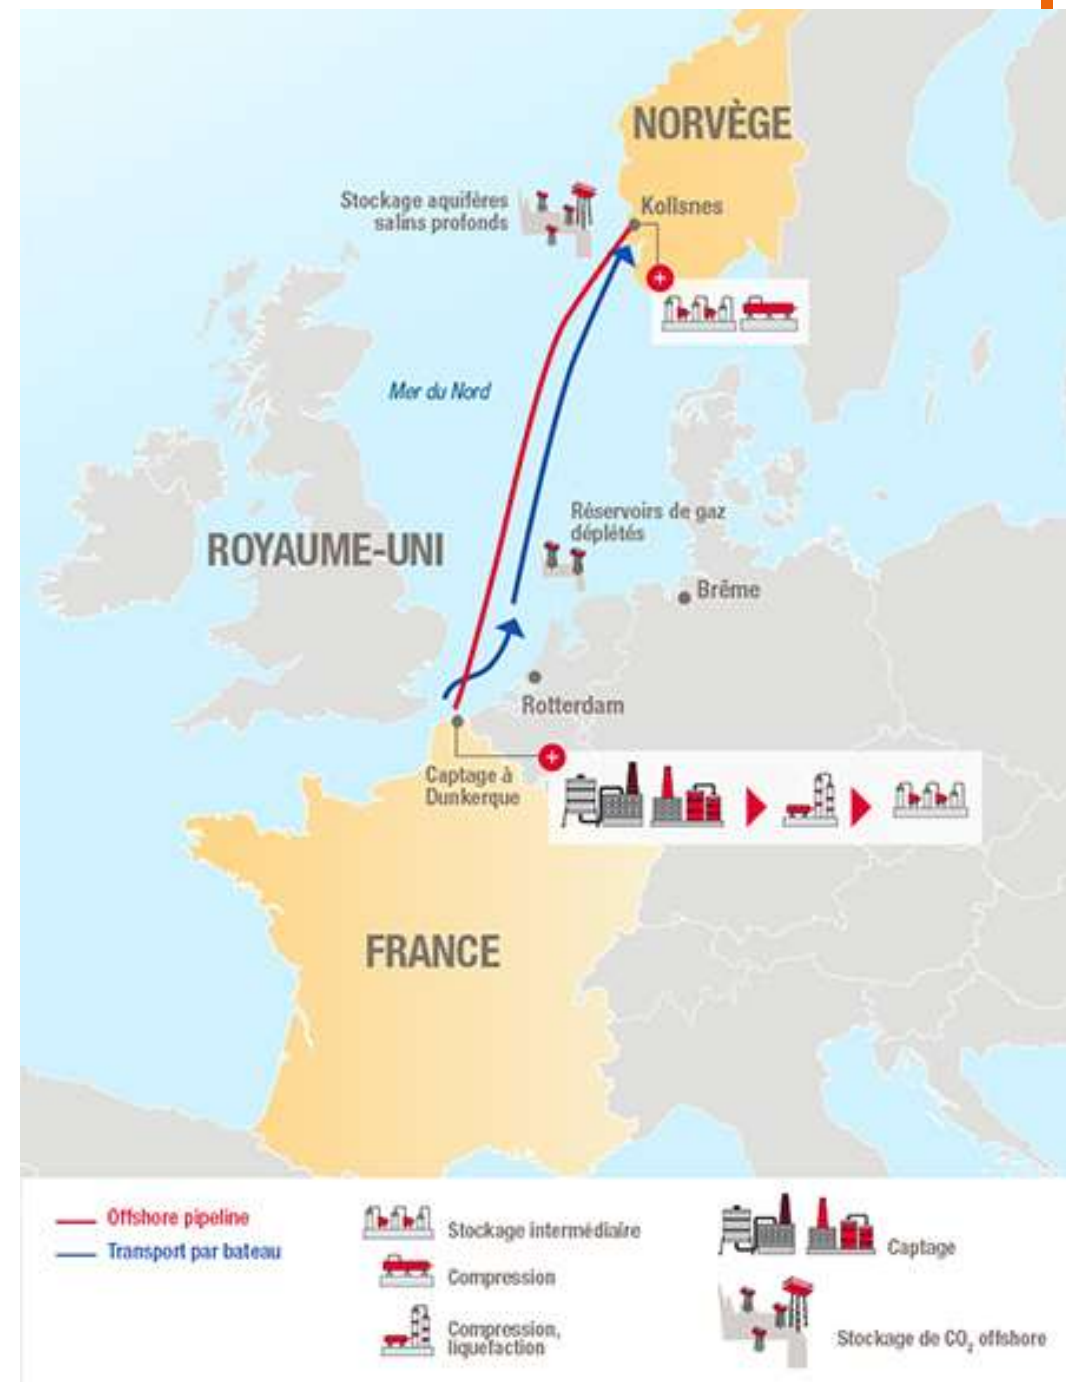 NORVÈGE
Stockage aquifères
salins profonds
Kollsnes
+
Mer du Nord
Réservoirs de gaz
déplétés
ROYAUME-UNI
Brême
Rotterdam
+
Captage à
Dunkerque
FRANCE
Offshore pipeline
Transport par bateau
Stockage intermédiaire
Compression
Compression,
liquefaction
Captage
Stockage de CO₂ offshore